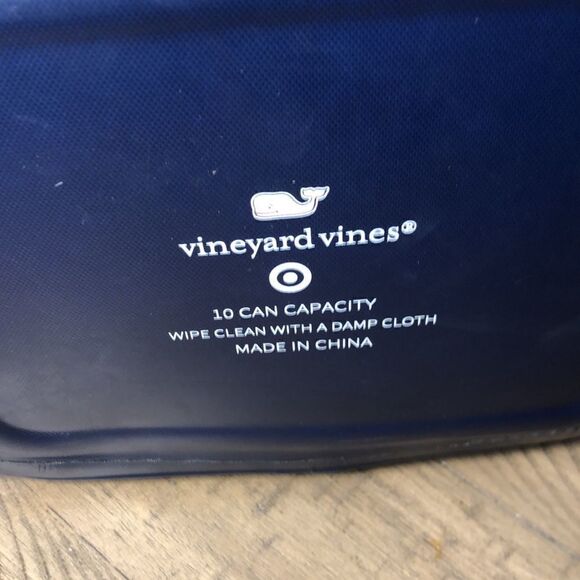 vineyard vines®
10 CAN CAPACITY
WIPE CLEAN WITH A DAMP CLOTH
MADE IN CHINA